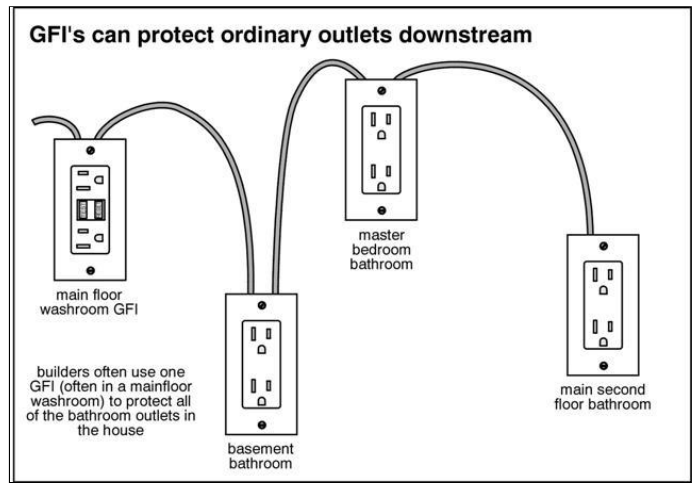 GFI's can protect ordinary outlets downstream
main floor
washroom GFI
builders often use one
GFI (often in a mainfloor
washroom) to protect all
of the bathroom outlets in
the house
basement
bathroom
master
bedroom
bathroom
main second
floor bathroom